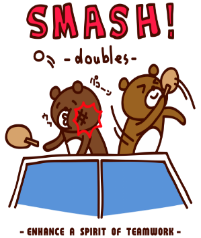 SMASH!
-doubles-
- ENHANCE A SPIRIT OF TEAMWORK -